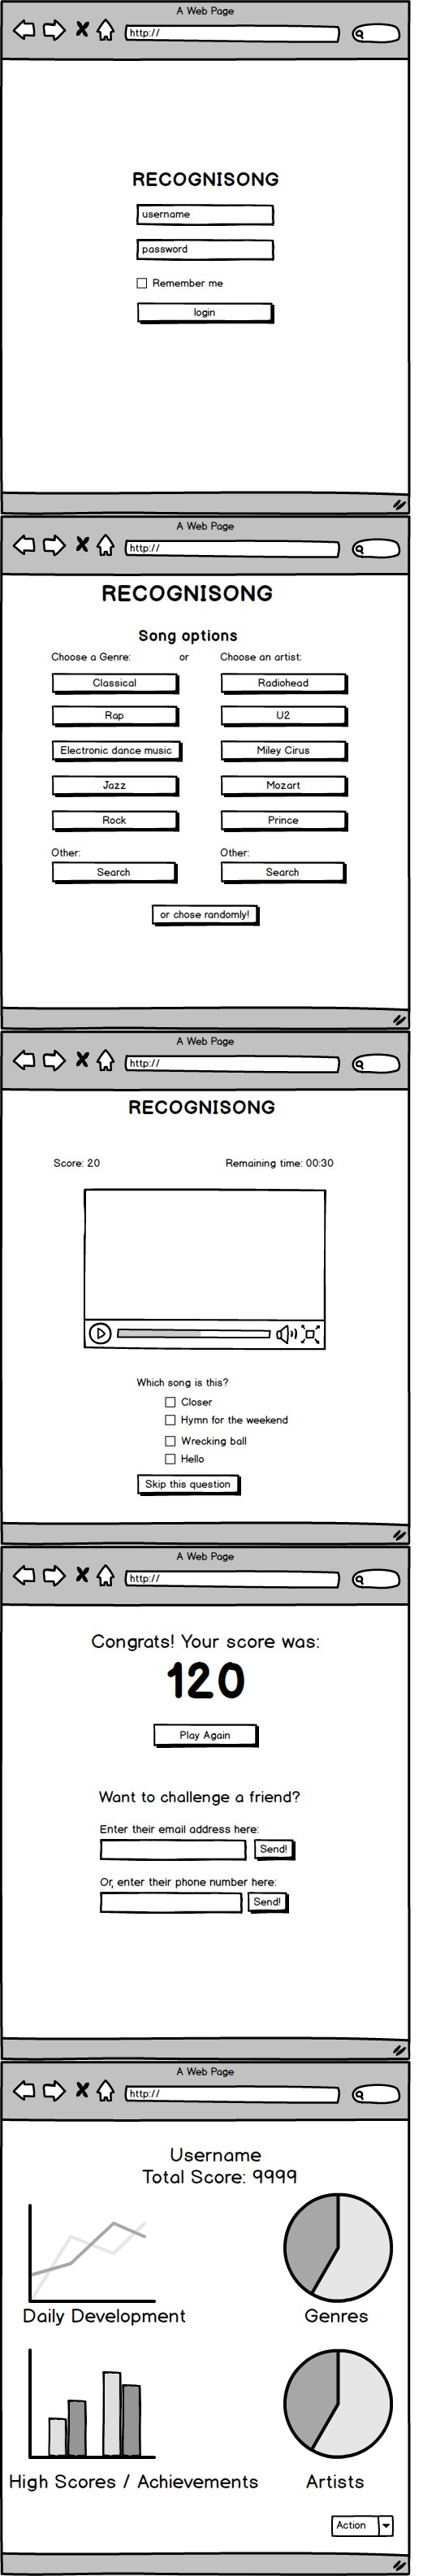 A Web Page
http://
RECOGNISONG
username
password
Remember me
login
A Web Page
http://
RECOGNISONG
Song options
Choose a Genre: or Choose an artist:
Classical Radiohead
Rap U2
Electronic dance music Miley Cirus
Jazz Mozart
Rock Prince
Other: Other:
Search Search
or chose randomly!
A Web Page
http://
RECOGNISONG
Score: 20 Remaining time: 00:30
Which song is this?
Closer
Hymn for the weekend
Wrecking ball
Hello
Skip this question
A Web Page
http://
Congrats! Your score was:
120
Play Again
Want to challenge a friend?
Enter their email address here:
Send!
Or, enter their phone number here:
Send!
A Web Page
http://
Username
Total Score: 9999
Daily Development Genres
High Scores / Achievements Artists
Action